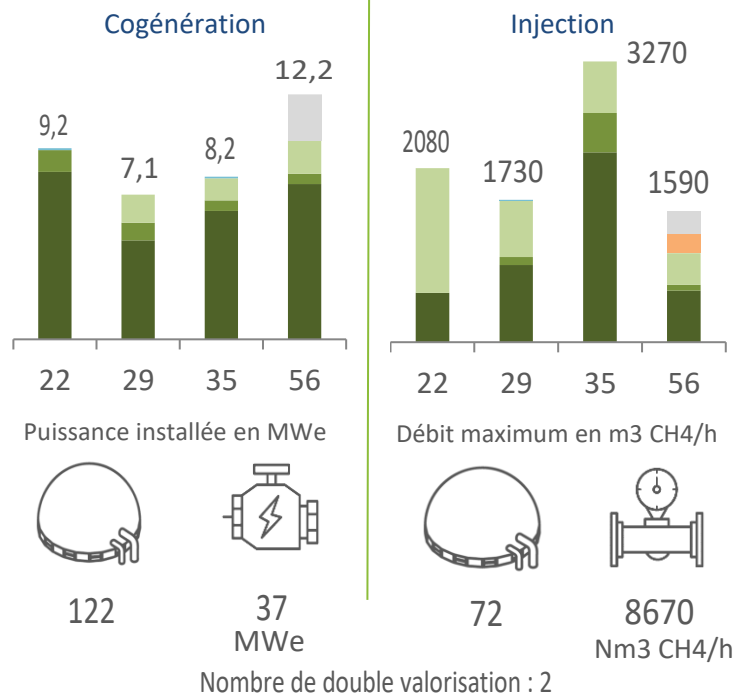 Cogénération
9,2
7,1
8,2
12,2
22 29 35 56
Puissance installée en MWe
122
37
MWe
Injection
2080
1730
3270
1590
22 29 35 56
Débit maximum en m3 CH4/h
72
8670
Nm3 CH4/h
Nombre de double valorisation : 2